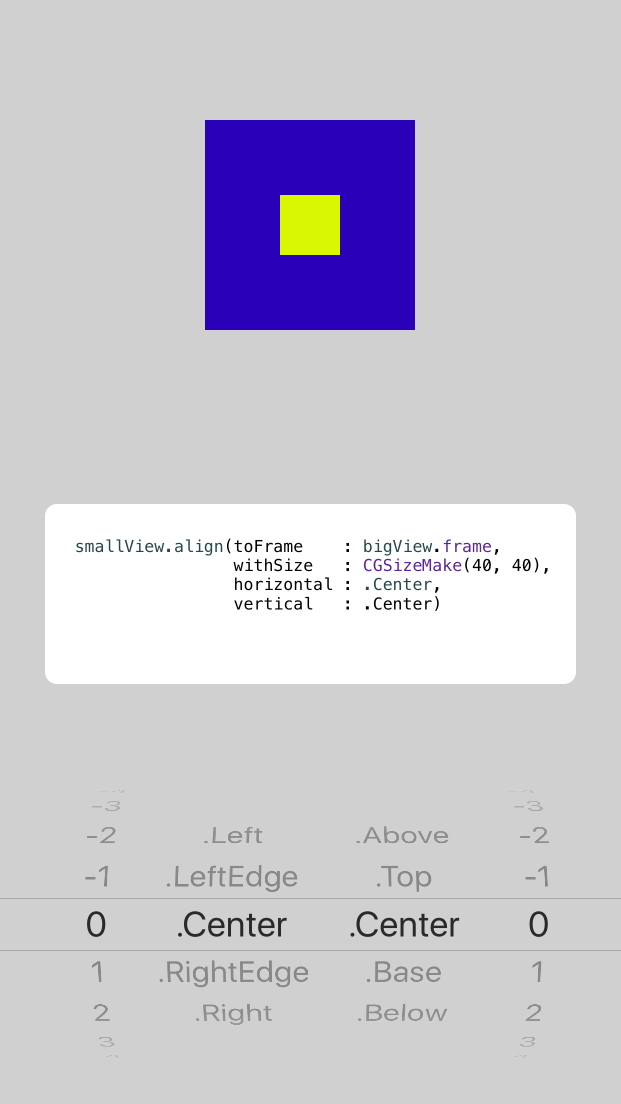 smallView.align(toFrame    : bigView.frame,
                withSize   : CGSizeMake(40, 40),
                horizontal : .Center,
                vertical   : .Center)
-3 -3
-2 .Left .Above -2
-1 .LeftEdge .Top -1
0 .Center .Center 0
1 .RightEdge .Base 1
2 .Right .Below 2
3 3